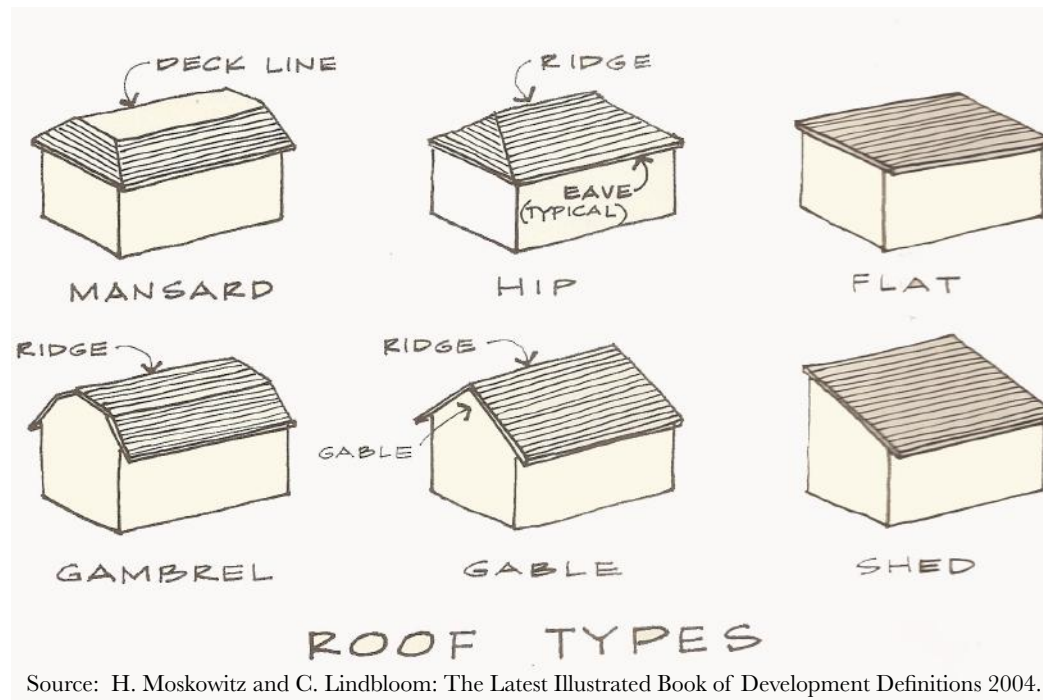 DECK LINE
RIDGE
EAVE
(TYPICAL)
MANSARD
HIP
FLAT
RIDGE
RIDGE
GABLE
GAMBREL
GABLE
SHED
ROOF TYPES
Source: H. Moskowitz and C. Lindbloom: The Latest Illustrated Book of Development Definitions 2004.